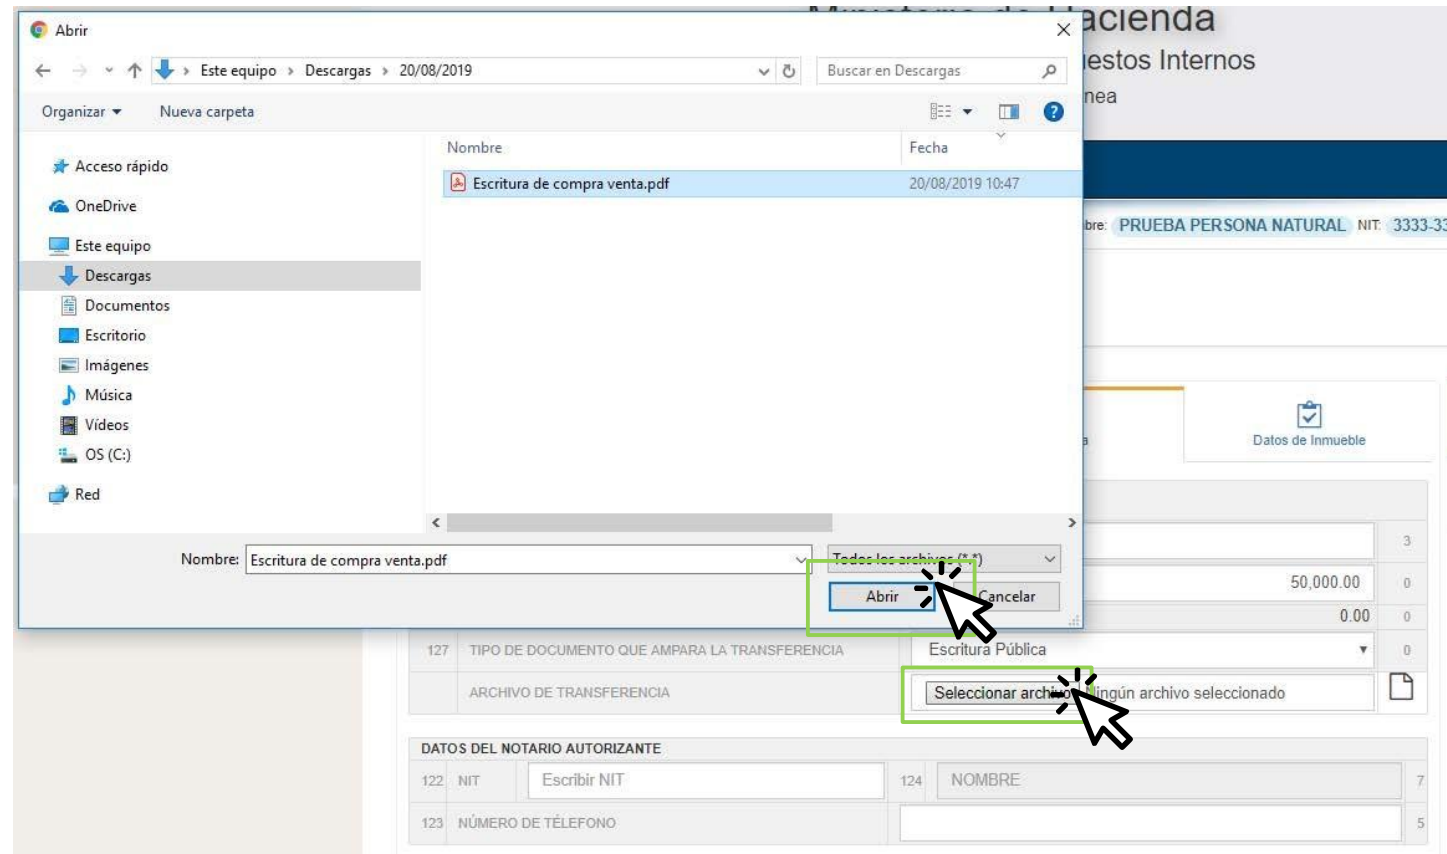 Abrir
Este equipo > Descargas > 20/08/2019
Buscar en Descargas
Organizar
Nueva carpeta
Nombre
Fecha
Acceso rápido
OneDrive
Este equipo
Descargas
Documentos
Escritorio
Imágenes
Música
Vídeos
OS (C:)
Red
Escritura de compra venta.pdf
20/08/2019 10:47
Nombre:
Escritura de compra venta.pdf
Todos los archivos (*.*)
Abrir
Cancelar
Hacienda
nea
PRUEBA PERSONA NATURAL NIT: 3333-33
Datos de Inmueble
3
50,000.00
0
0.00
0
127 TIPO DE DOCUMENTO QUE AMPARA LA TRANSFERENCIA
Escritura Pública
0
ARCHIVO DE TRANSFERENCIA
Seleccionar archivo
Ningún archivo seleccionado
DATOS DEL NOTARIO AUTORIZANTE
122 NIT Escribir NIT 124 NOMBRE 7
123 NÚMERO DE TÉLEFONO 5